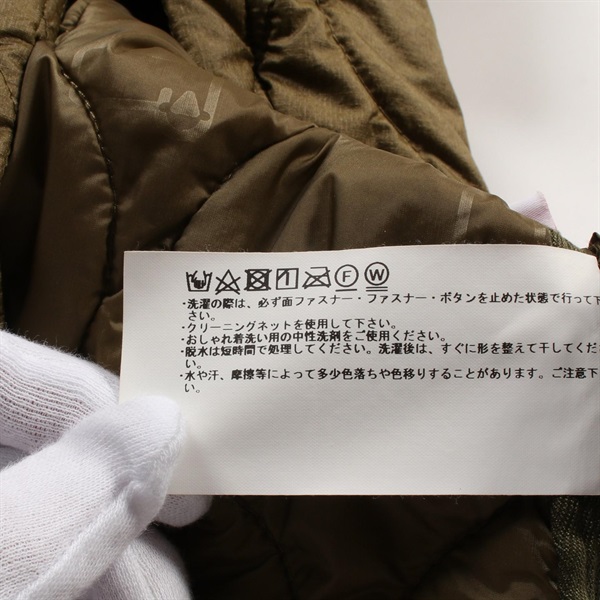 F W
・洗濯の際は、必ず面ファスナー・ファスナー・ボタンを止めた状態で行って下
さい。
・クリーニングネットを使用して下さい。
・おしゃれ着洗い用の中性洗剤をご使用ください。
・脱水は短時間で処理してください。洗濯後は、すぐに形を整えて干してくださ
い。
・水や汗、摩擦等によって多少色落ちや色移りすることがあります。ご注意下
い。